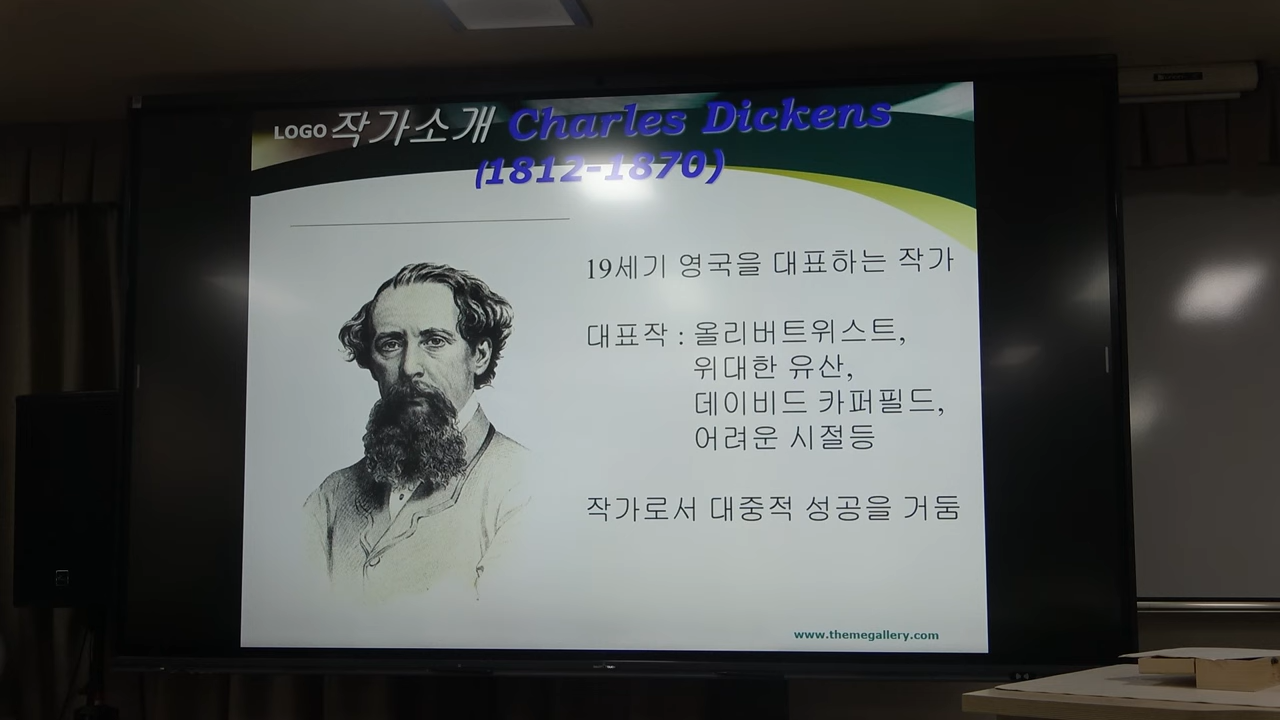 LOGO 작가소개 Charles Dickens
(1812-1870)
19세기 영국을 대표하는 작가
대표작 : 올리버트위스트,
위대한 유산,
데이비드 카퍼필드,
어려운 시절등
작가로서 대중적 성공을 거둠
www.themegallery.com